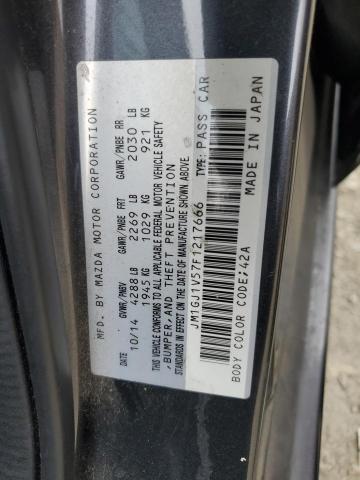 MFD. BY MAZDA MOTOR CORPORATION
DATE GVWR/PNBV GAWR/PNBE FRT GAWR/PNBE RR
10/14 4288 LB 2269 LB 2030 LB
1945 KG 1029 KG 921 KG
THIS VEHICLE CONFORMS TO ALL APPLICABLE FEDERAL MOTOR VEHICLE SAFETY
,BUMPER,AND THEFT PREVENTION
STANDARDS IN EFFECT ON THE DATE OF MANUFACTURE SHOWN ABOVE.
JM1GJ1V57F1217666 TYPE: PASS CAR
BODY COLOR CODE:42A MADE IN JAPAN